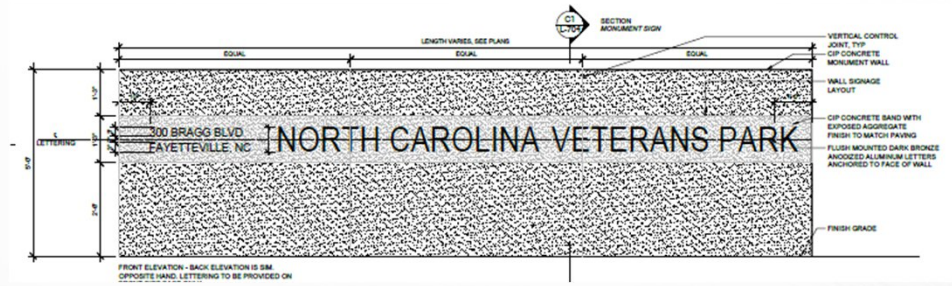 C1
L-704
SECTION
MONUMENT SIGN
LENGTH VARIES, SEE PLANS
EQUAL
EQUAL
EQUAL
VERTICAL CONTROL
JOINT, TYP
CIP CONCRETE
MONUMENT WALL
WALL SIGNAGE
LAYOUT
CIP CONCRETE BAND WITH
EXPOSED AGGREGATE
FINISH TO MATCH PAVING
FLUSH MOUNTED DARK BRONZE
ANODIZED ALUMINUM LETTERS
ANCHORED TO FACE OF WALL
FINISH GRADE
LETTERING
300 BRAGG BLVD
FAYETTEVILLE, NC
NORTH CAROLINA VETERANS PARK
FRONT ELEVATION - BACK ELEVATION IS SIM.
OPPOSITE HAND. LETTERING TO BE PROVIDED ON